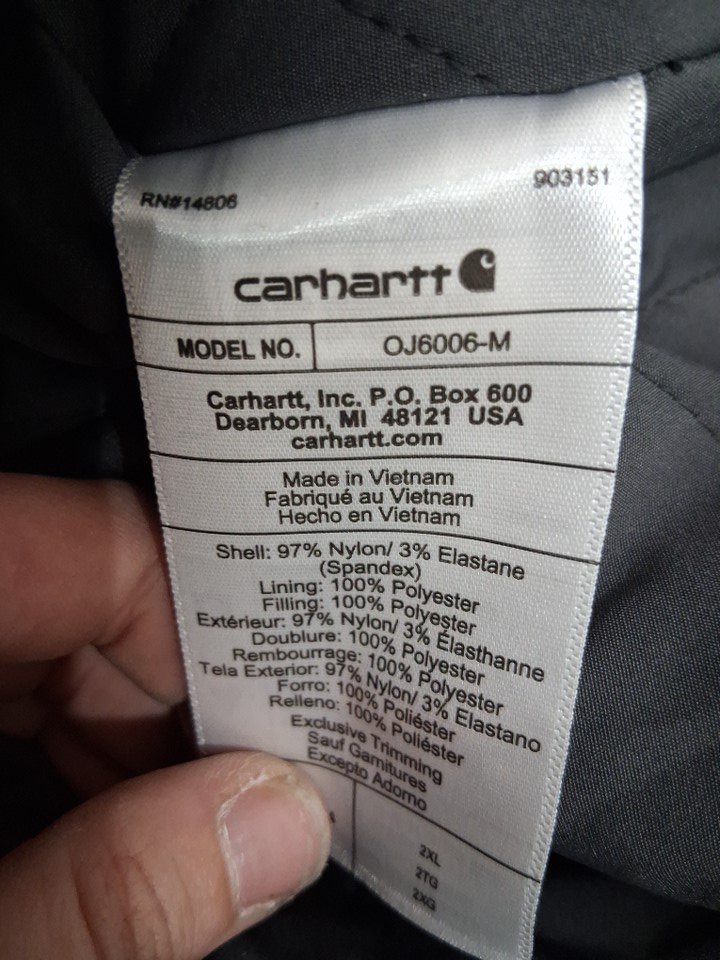 RN#14806
903151
carhartt
MODEL NO. OJ6006-M
Carhartt, Inc. P.O. Box 600
Dearborn, MI 48121 USA
carhartt.com
Made in Vietnam
Fabriqué au Vietnam
Hecho en Vietnam
Shell: 97% Nylon/ 3% Elastane
(Spandex)
Lining: 100% Polyester
Filling: 100% Polyester
Extérieur: 97% Nylon/ 3% Élasthanne
Doublure: 100% Polyester
Rembourrage: 100% Polyester
Tela Exterior: 97% Nylon/ 3% Elastano
Forro: 100% Poliéster
Relleno: 100% Poliéster
Exclusive Trimming
Sauf Garnitures
Excepto Adorno
2XL
2TG
2XG